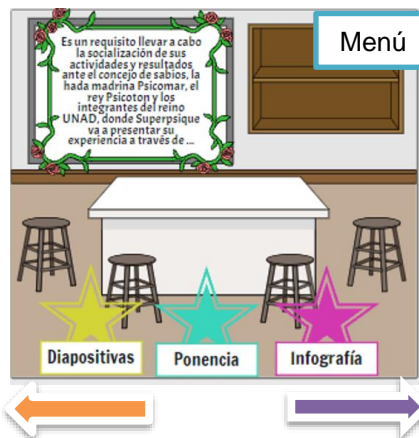 Menú
Es un requisito llevar a cabo
la socialización de sus
actividades y resultados
ante el concejo de sabios, la
hada madrina Psicomar, el
rey Psicoton y los
integrantes del reino
UNAD, donde Superpsique
va a presentar su
experiencia a través de ...
Diapositivas
Ponencia
Infografía